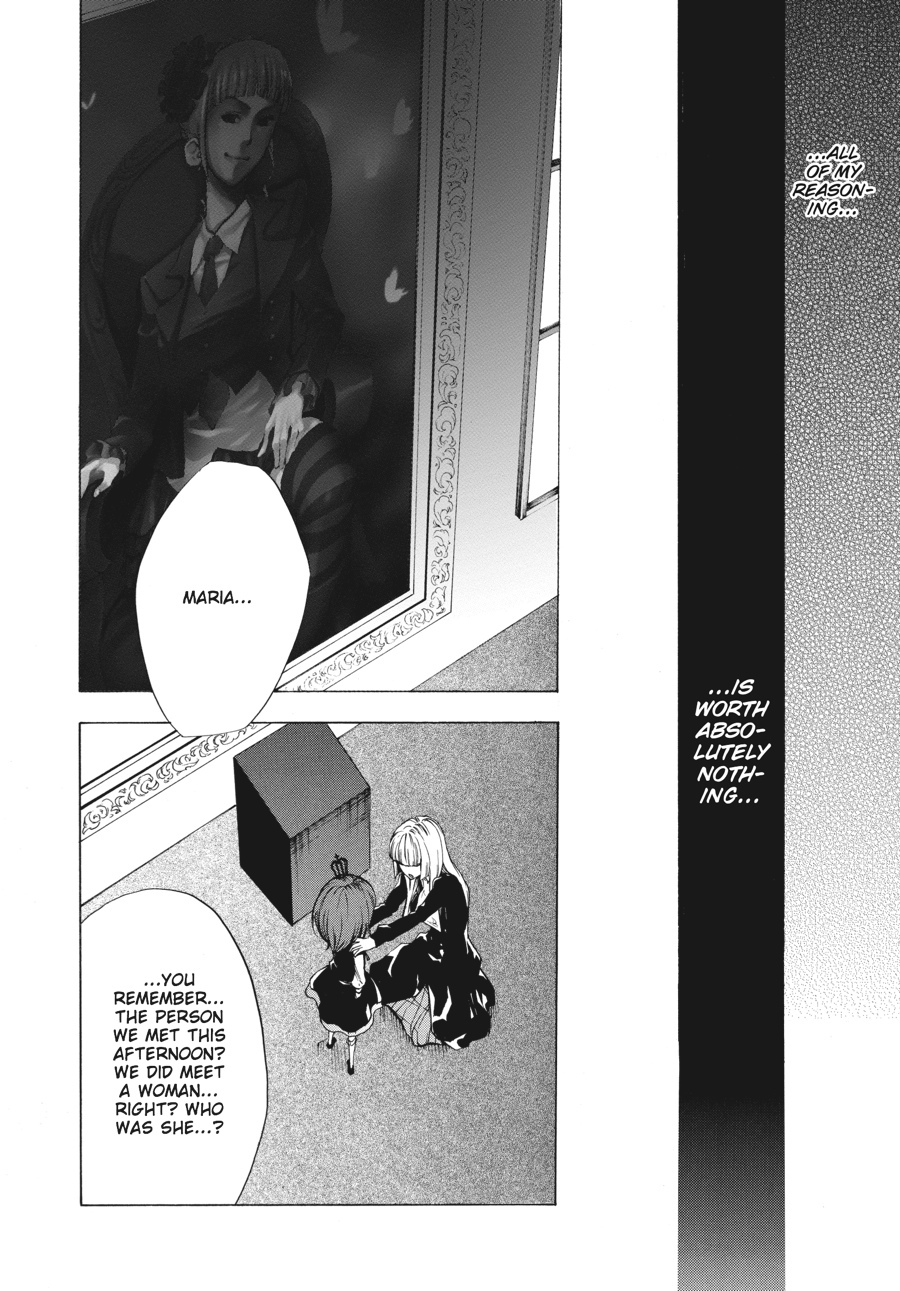 ...ALL
OF MY
REASON-
ING...
...IS
WORTH
ABSO-
LUTELY
NOTH-
ING...
MARIA...
...YOU
REMEMBER...
THE PERSON
WE MET THIS
AFTERNOON?
WE DID MEET
A WOMAN...
RIGHT? WHO
WAS SHE...?